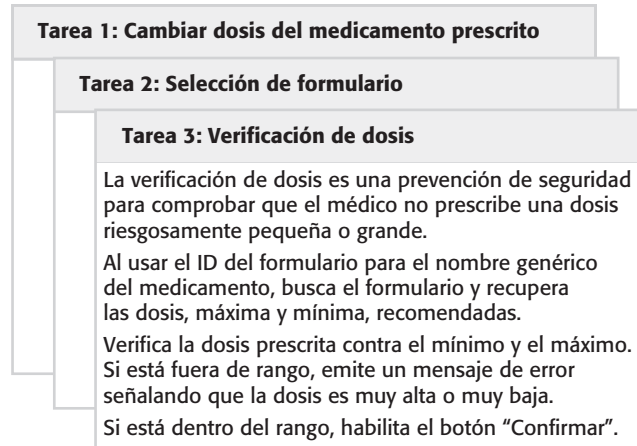 Tarea 1: Cambiar dosis del medicamento prescrito
Tarea 2: Selección de formulario
Tarea 3: Verificación de dosis
La verificación de dosis es una prevención de seguridad
para comprobar que el médico no prescribe una dosis
riesgosamente pequeña o grande.
Al usar el ID del formulario para el nombre genérico
del medicamento, busca el formulario y recupera
las dosis, máxima y mínima, recomendadas.
Verifica la dosis prescrita contra el mínimo y el máximo.
Si está fuera de rango, emite un mensaje de error
señalando que la dosis es muy alta o muy baja.
Si está dentro del rango, habilita el botón “Confirmar”.